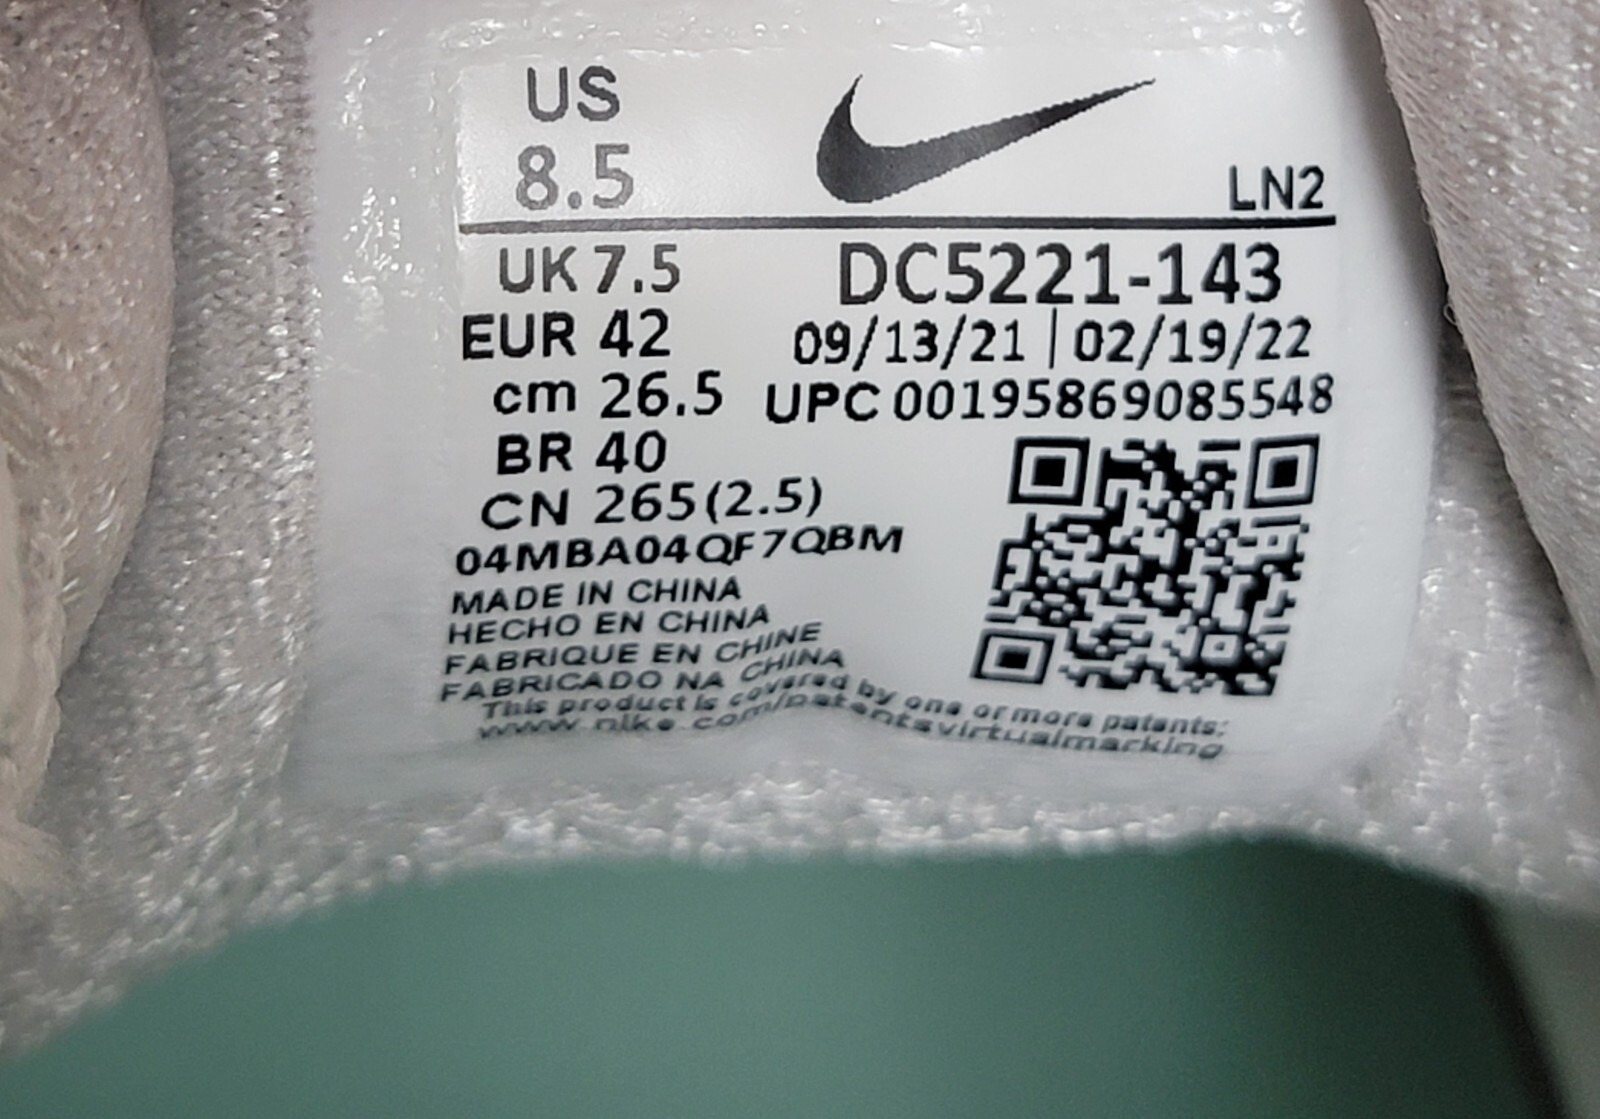 US
8.5
LN2
UK 7.5
DC5221-143
EUR 42
09/13/21 | 02/19/22
cm 26.5
UPC 00195869085548
BR 40
CN 265(2.5)
04MBA04QF7QBM
MADE IN CHINA
HECHO EN CHINA
FABRIQUE EN CHINE
FABRICADO NA CHINA
This product is covered by one or more patents:
www.nike.com/patentsvirtualmarking